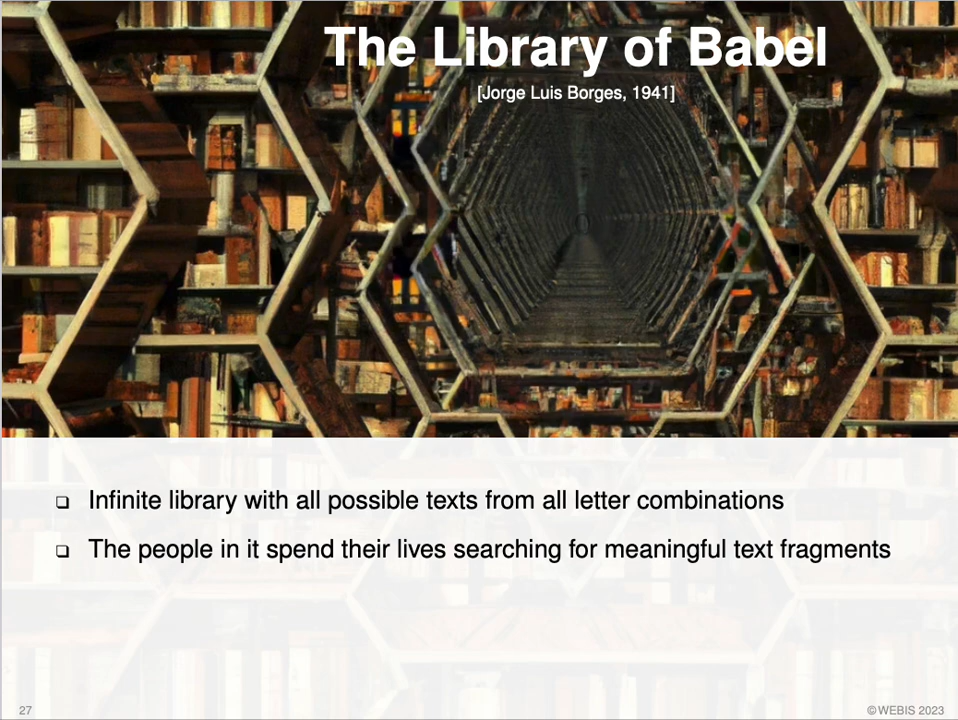 The Library of Babel
[Jorge Luis Borges, 1941]
❏ Infinite library with all possible texts from all letter combinations
❏ The people in it spend their lives searching for meaningful text fragments
27
©WEBIS 2023